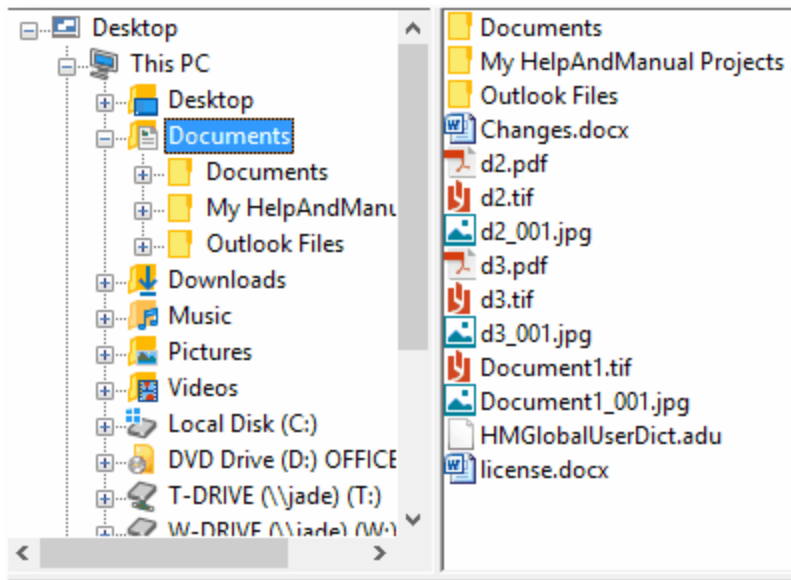 Desktop
This PC
Desktop
Documents
Documents
My HelpAndManu
Outlook Files
Downloads
Music
Pictures
Videos
Local Disk (C:)
DVD Drive (D:) OFFICE
T-DRIVE (\\jade) (T:)
W-DRIVE (\\jade) (W:)
Documents
My HelpAndManual Projects
Outlook Files
Changes.docx
d2.pdf
d2.tif
d2_001.jpg
d3.pdf
d3.tif
d3_001.jpg
Document1.tif
Document1_001.jpg
HMGlobalUserDict.adu
license.docx